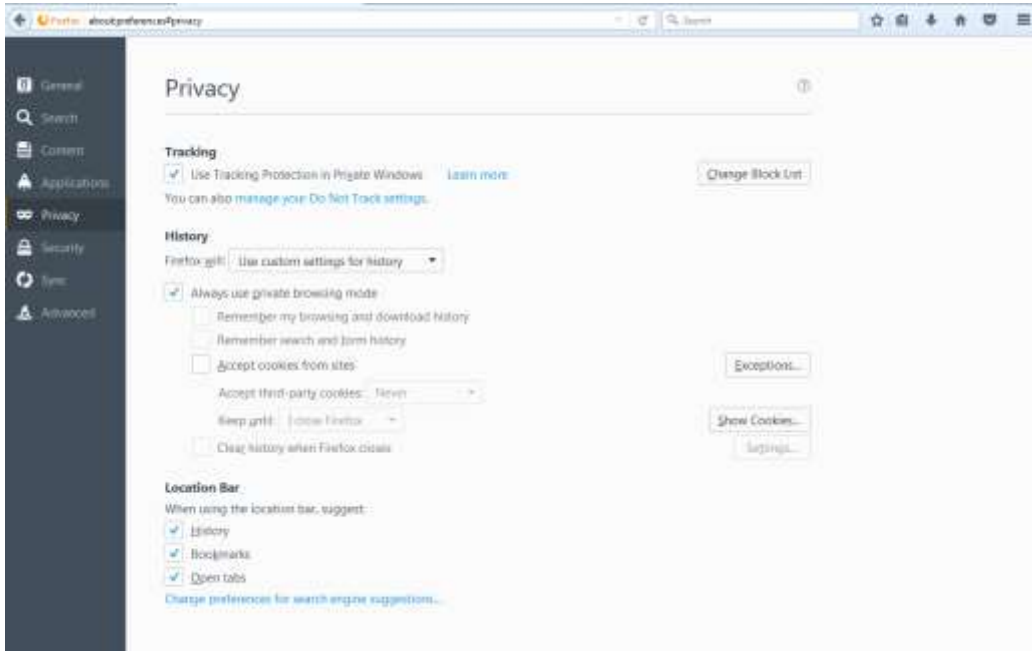 Firefox about:preferences#privacy
Search
General
Search
Content
Applications
Privacy
Security
Sync
Advanced
Privacy
Tracking
Use Tracking Protection in Private Windows Learn more
Change Block List
You can also manage your Do Not Track settings.
History
Firefox will: Use custom settings for history
Always use private browsing mode
Remember my browsing and download history
Remember search and form history
Accept cookies from sites
Exceptions...
Accept third-party cookies: Never
Keep until: I close Firefox
Show Cookies...
Clear history when Firefox closes
Settings...
Location Bar
When using the location bar, suggest:
History
Bookmarks
Open tabs
Change preferences for search engine suggestions...